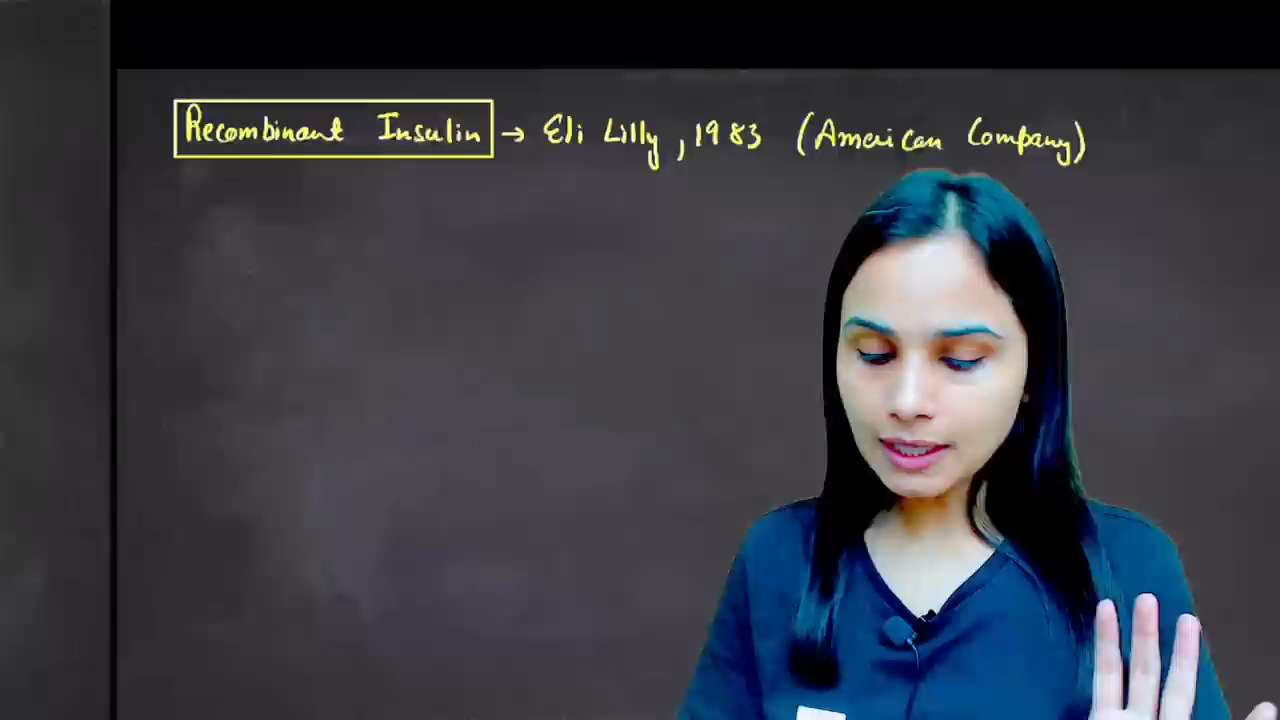 Recombinant Insulin → Eli Lilly, 1983 (American Company)